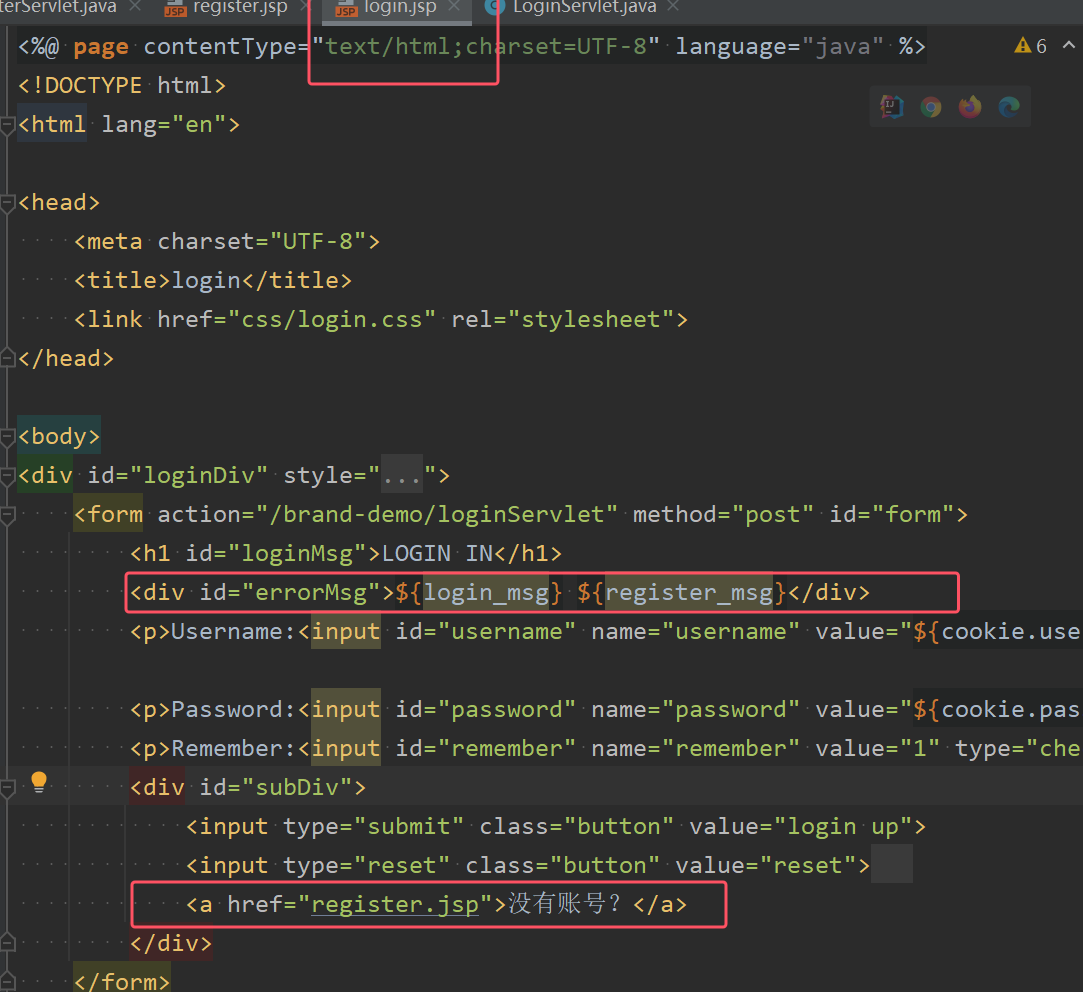 terServlet.java register.jsp login.jsp LoginServlet.java
<%@ page contentType="text/html;charset=UTF-8" language="java" %> 6
<!DOCTYPE html>
<html lang="en">
<head>
<meta charset="UTF-8">
<title>login</title>
<link href="css/login.css" rel="stylesheet">
</head>
<body>
<div id="loginDiv" style="...">
<form action="/brand-demo/loginServlet" method="post" id="form">
<h1 id="loginMsg">LOGIN IN</h1>
<div id="errorMsg">${login_msg} ${register_msg}</div>
<p>Username:<input id="username" name="username" value="${cookie.use
<p>Password:<input id="password" name="password" value="${cookie.pas
<p>Remember:<input id="remember" name="remember" value="1" type="che
<div id="subDiv">
<input type="submit" class="button" value="login up">
<input type="reset" class="button" value="reset">
<a href="register.jsp">没有账号？</a>
</div>
</form>